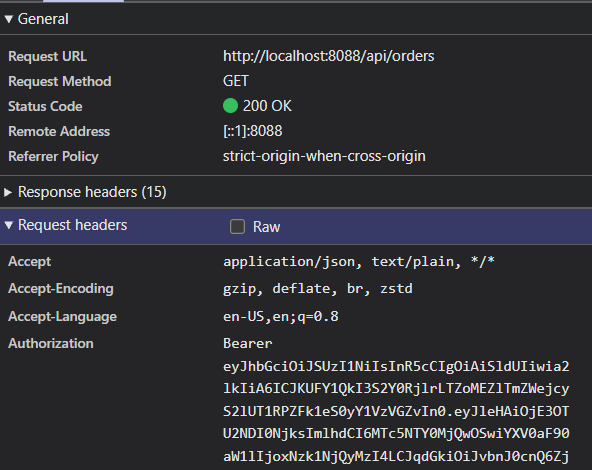 General
Request URL http://localhost:8088/api/orders
Request Method GET
Status Code 200 OK
Remote Address [::1]:8088
Referrer Policy strict-origin-when-cross-origin
Response headers (15)
Request headers Raw
Accept application/json, text/plain, */*
Accept-Encoding gzip, deflate, br, zstd
Accept-Language en-US,en;q=0.8
Authorization Bearer
eyJhbGciOiJSUzI1NiIsInR5cCIgOiAiSldUIiwia2
lkIiA6ICJKUFY1QkI3S2Y0RjlrLTZoMEZlTmZWejcy
S2lUT1RPZFk1eS0yY1VzVGZvIn0.eyJleHAiOjE3OT
U2NDI0NjksImlhdCI6MTc5NTY0MjQwOSwiYXV0aF90
aW1lIjoxNzk1NjQyMzI4LCJqdGkiOiJvbnJ0cnQ6Zj